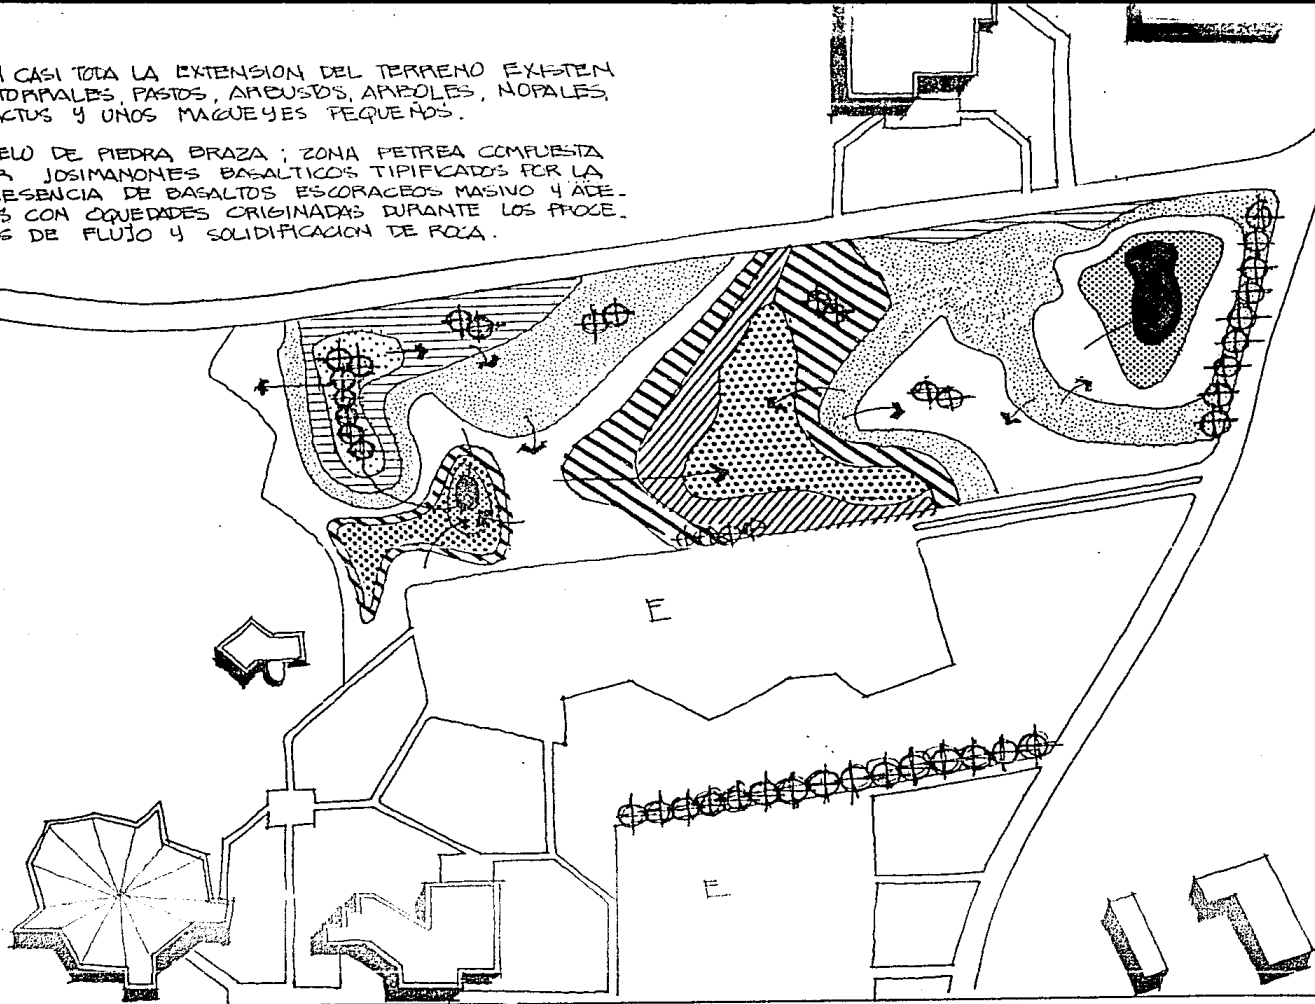 CASI TODA LA EXTENSION DEL TERRENO EXISTEN
TORRALES, PASTOS, ARBUSTOS, ARBOLES, NOPALES,
CTUS Y UNOS MAGUEYES PEQUEÑOS.
ELO DE PIEDRA BRAZA ; ZONA PETREA COMPUESTA
R JOSIMANONES BASALTICOS TIPIFICADOS POR LA
ESENCIA DE BASALTOS ESCORACEOS MASIVO Y ADE-
S CON OQUEDADES ORIGINADAS DURANTE LOS PROCE-
S DE FLUJO Y SOLIDIFICACION DE ROCA.
E
E